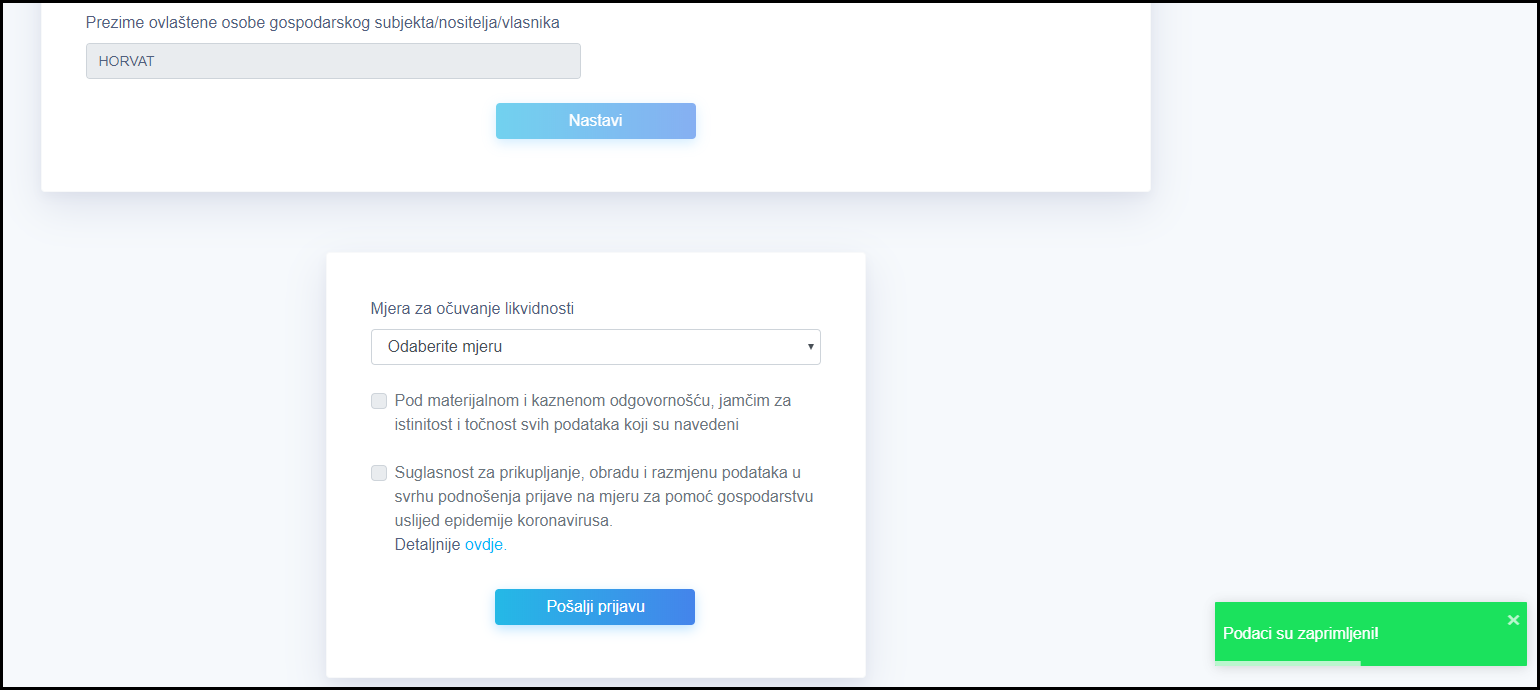 Prezime ovlaštene osobe gospodarskog subjekta/nositelja/vlasnika
HORVAT
Nastavi
Mjera za očuvanje likvidnosti
Odaberite mjeru
Pod materijalnom i kaznenom odgovornošću, jamčim za
istinitost i točnost svih podataka koji su navedeni
Suglasnost za prikupljanje, obradu i razmjenu podataka u
svrhu podnošenja prijave na mjeru za pomoć gospodarstvu
uslijed epidemije koronavirusa.
Detaljnije ovdje.
Pošalji prijavu
Podaci su zaprimljeni!